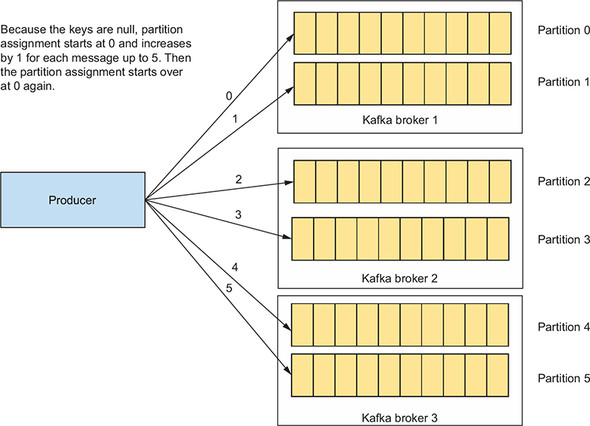 Because the keys are null, partition
assignment starts at 0 and increases
by 1 for each message up to 5. Then
the partition assignment starts over
at 0 again.
Partition 0
0
Partition 1
1
Kafka broker 1
Producer
2
Partition 2
3
Partition 3
Kafka broker 2
4
5
Partition 4
Partition 5
Kafka broker 3